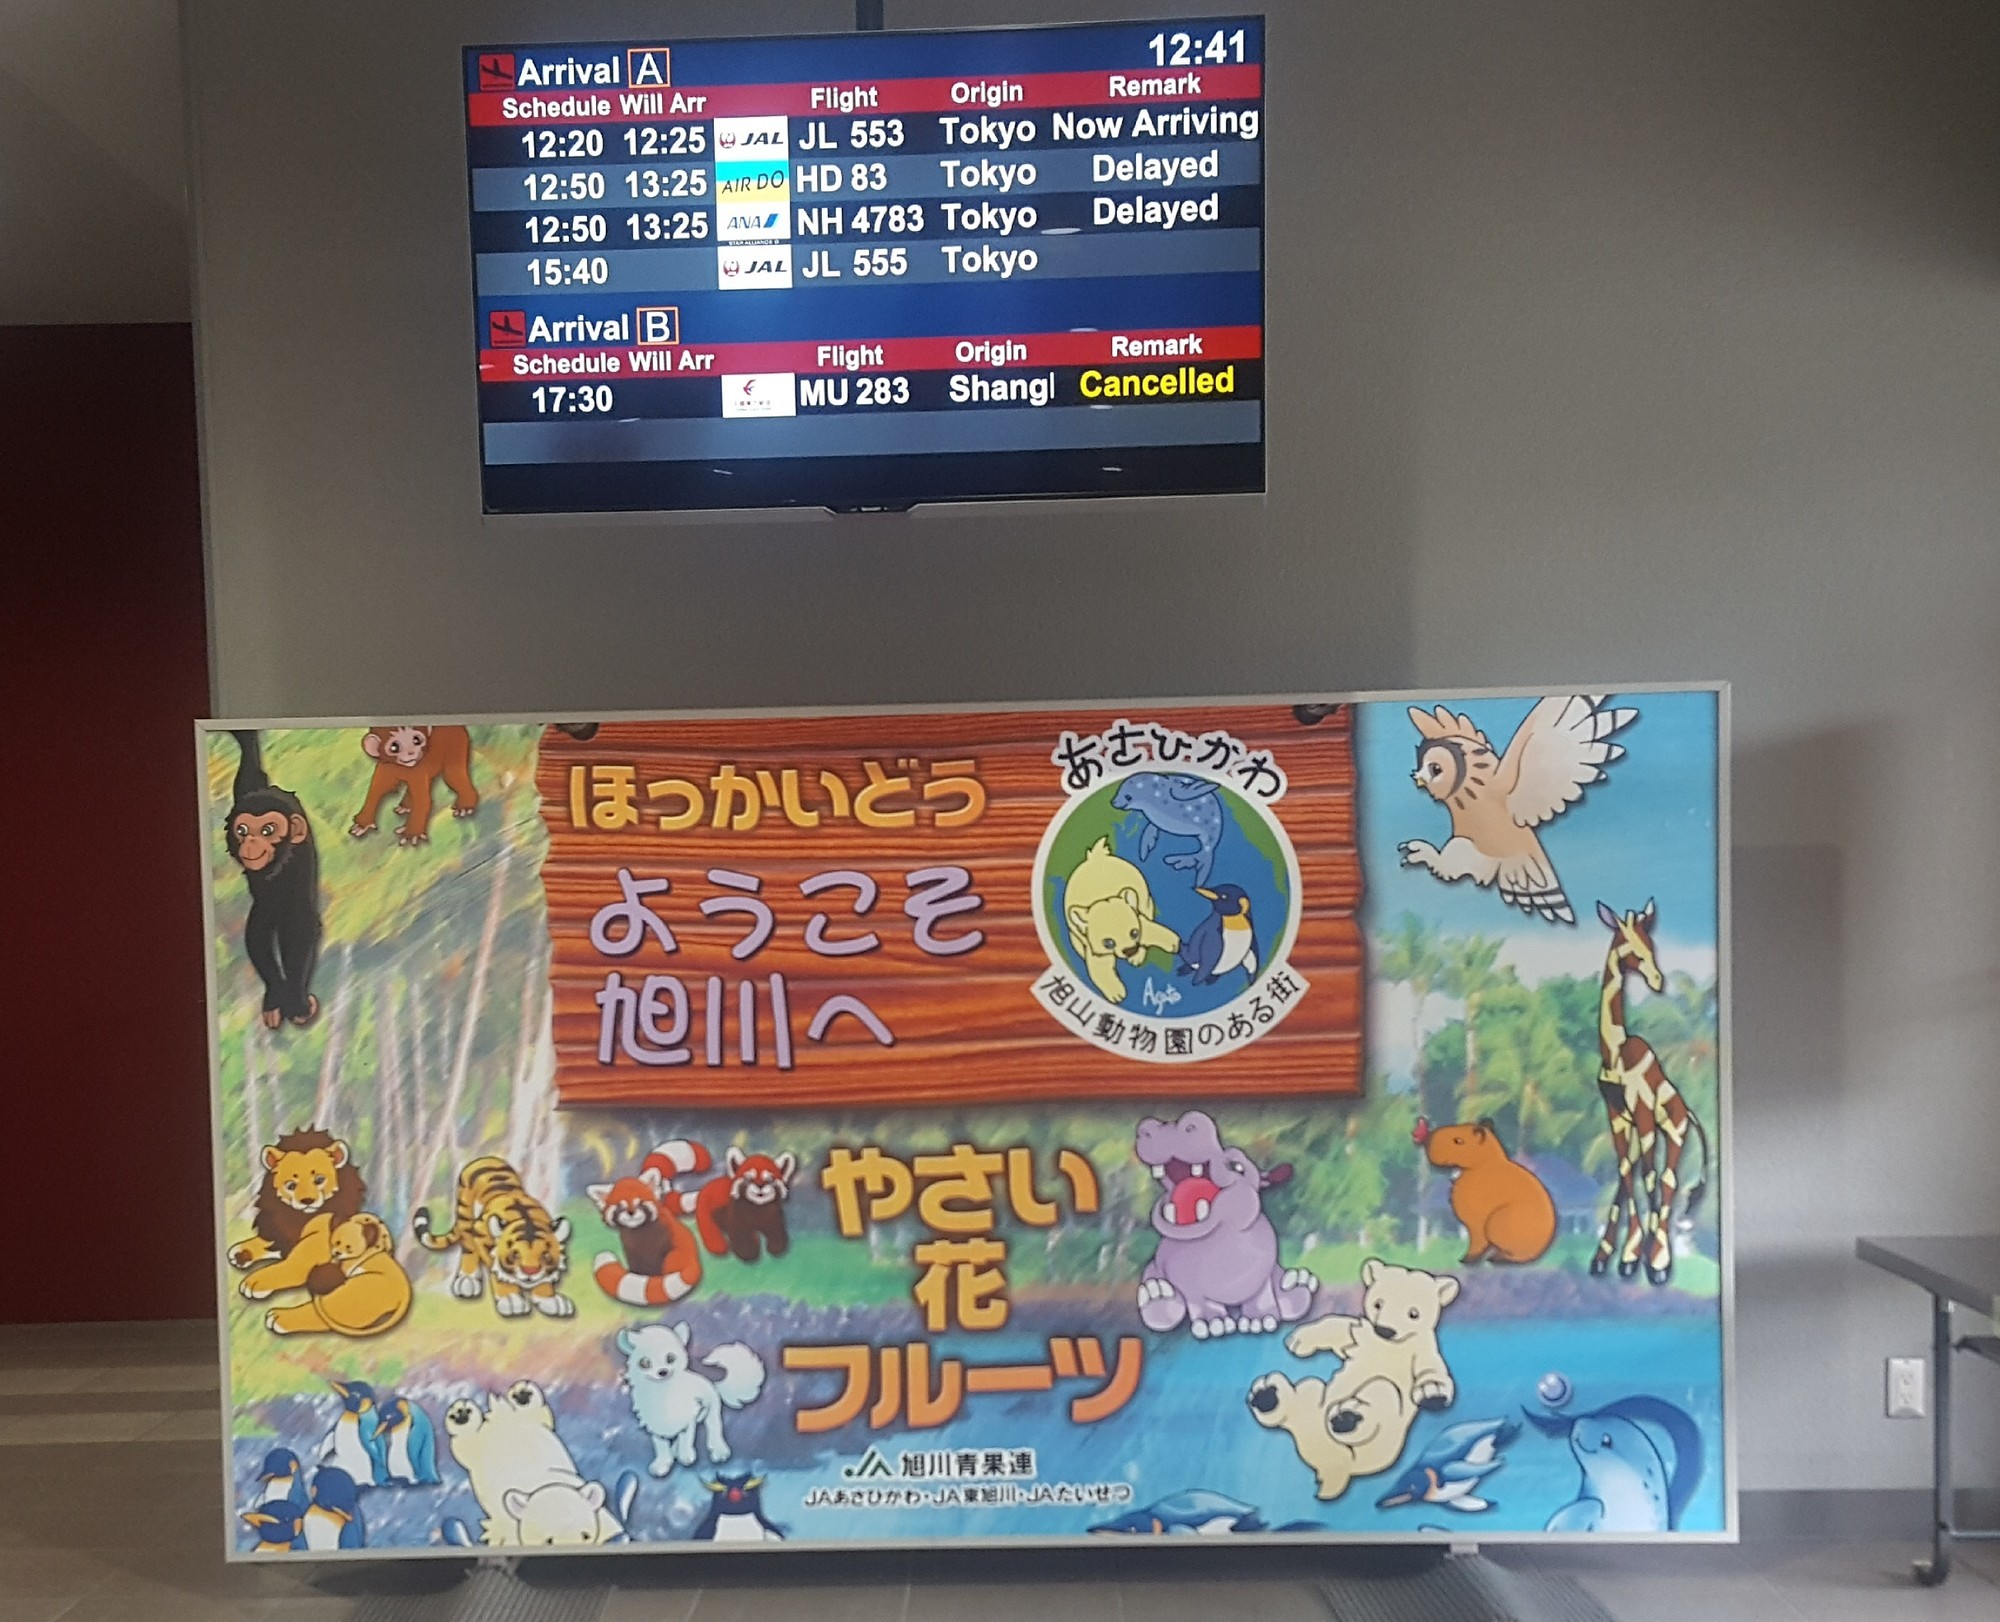 Arrival A 12:41
Schedule Will Arr Flight Origin Remark
12:20 12:25 JAL JL 553 Tokyo Now Arriving
12:50 13:25 AIR DO HD 83 Tokyo Delayed
12:50 13:25 ANA NH 4783 Tokyo Delayed
15:40 JAL JL 555 Tokyo
Arrival B
Schedule Will Arr Flight Origin Remark
17:30 MU 283 Shang Cancelled
ほっかいどう
ようこそ
旭川へ
あさひかわ
旭山動物園のある街
やさい
花
フルーツ
JA 旭川青果連
JAあさひかわ・JA東旭川・JAたいせつ